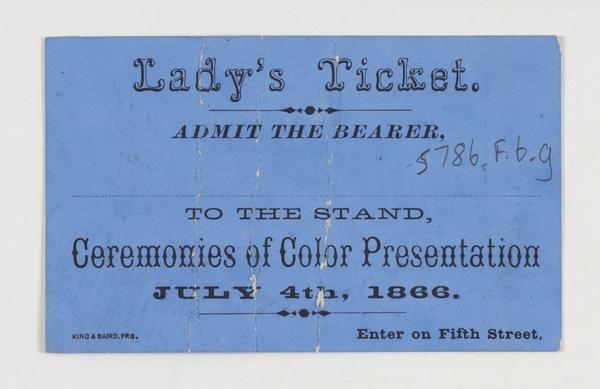 Lady's Ticket.
ADMIT THE BEARER,
5786.F.6.g
TO THE STAND,
Ceremonies of Color Presentation
JULY 4th, 1866.
KING & BAIRD, PRS.
Enter on Fifth Street.